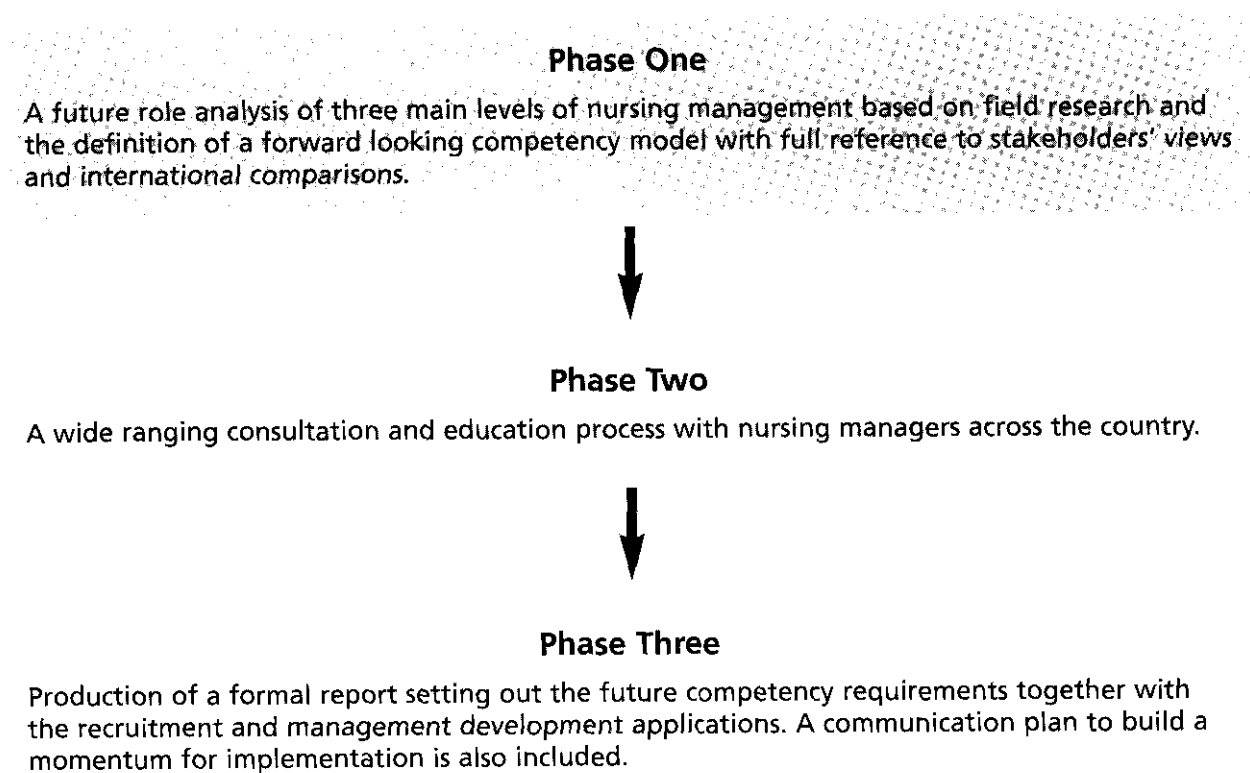 Phase One
A future role analysis of three main levels of nursing management based on field research and
the definition of a forward looking competency model with full reference to stakeholders' views
and international comparisons.
Phase Two
A wide ranging consultation and education process with nursing managers across the country.
Phase Three
Production of a formal report setting out the future competency requirements together with
the recruitment and management development applications. A communication plan to build a
momentum for implementation is also included.